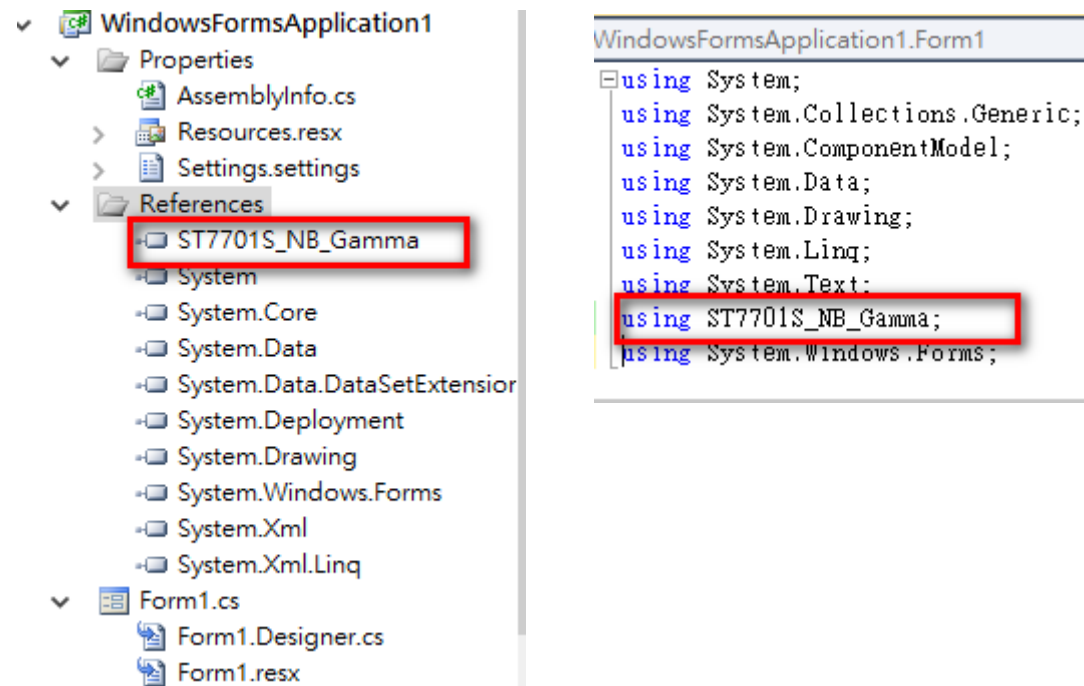 WindowsFormsApplication1
Properties
AssemblyInfo.cs
Resources.resx
Settings.settings
References
ST7701S_NB_Gamma
System
System.Core
System.Data
System.Data.DataSetExtension
System.Deployment
System.Drawing
System.Windows.Forms
System.Xml
System.Xml.Linq
Form1.cs
Form1.Designer.cs
Form1.resx
WindowsFormsApplication1.Form1
using System;
using System.Collections.Generic;
using System.ComponentModel;
using System.Data;
using System.Drawing;
using System.Linq;
using System.Text;
using ST7701S_NB_Gamma;
using System.Windows.Forms;